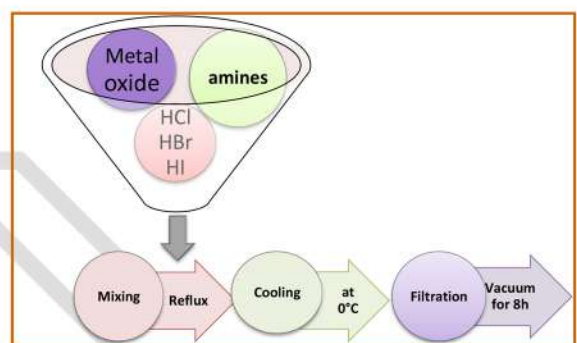 Metal
oxide
amines
HCl
HBr
HI
Mixing
Reflux
Cooling
at
0°C
Filtration
Vacuum
for 8h